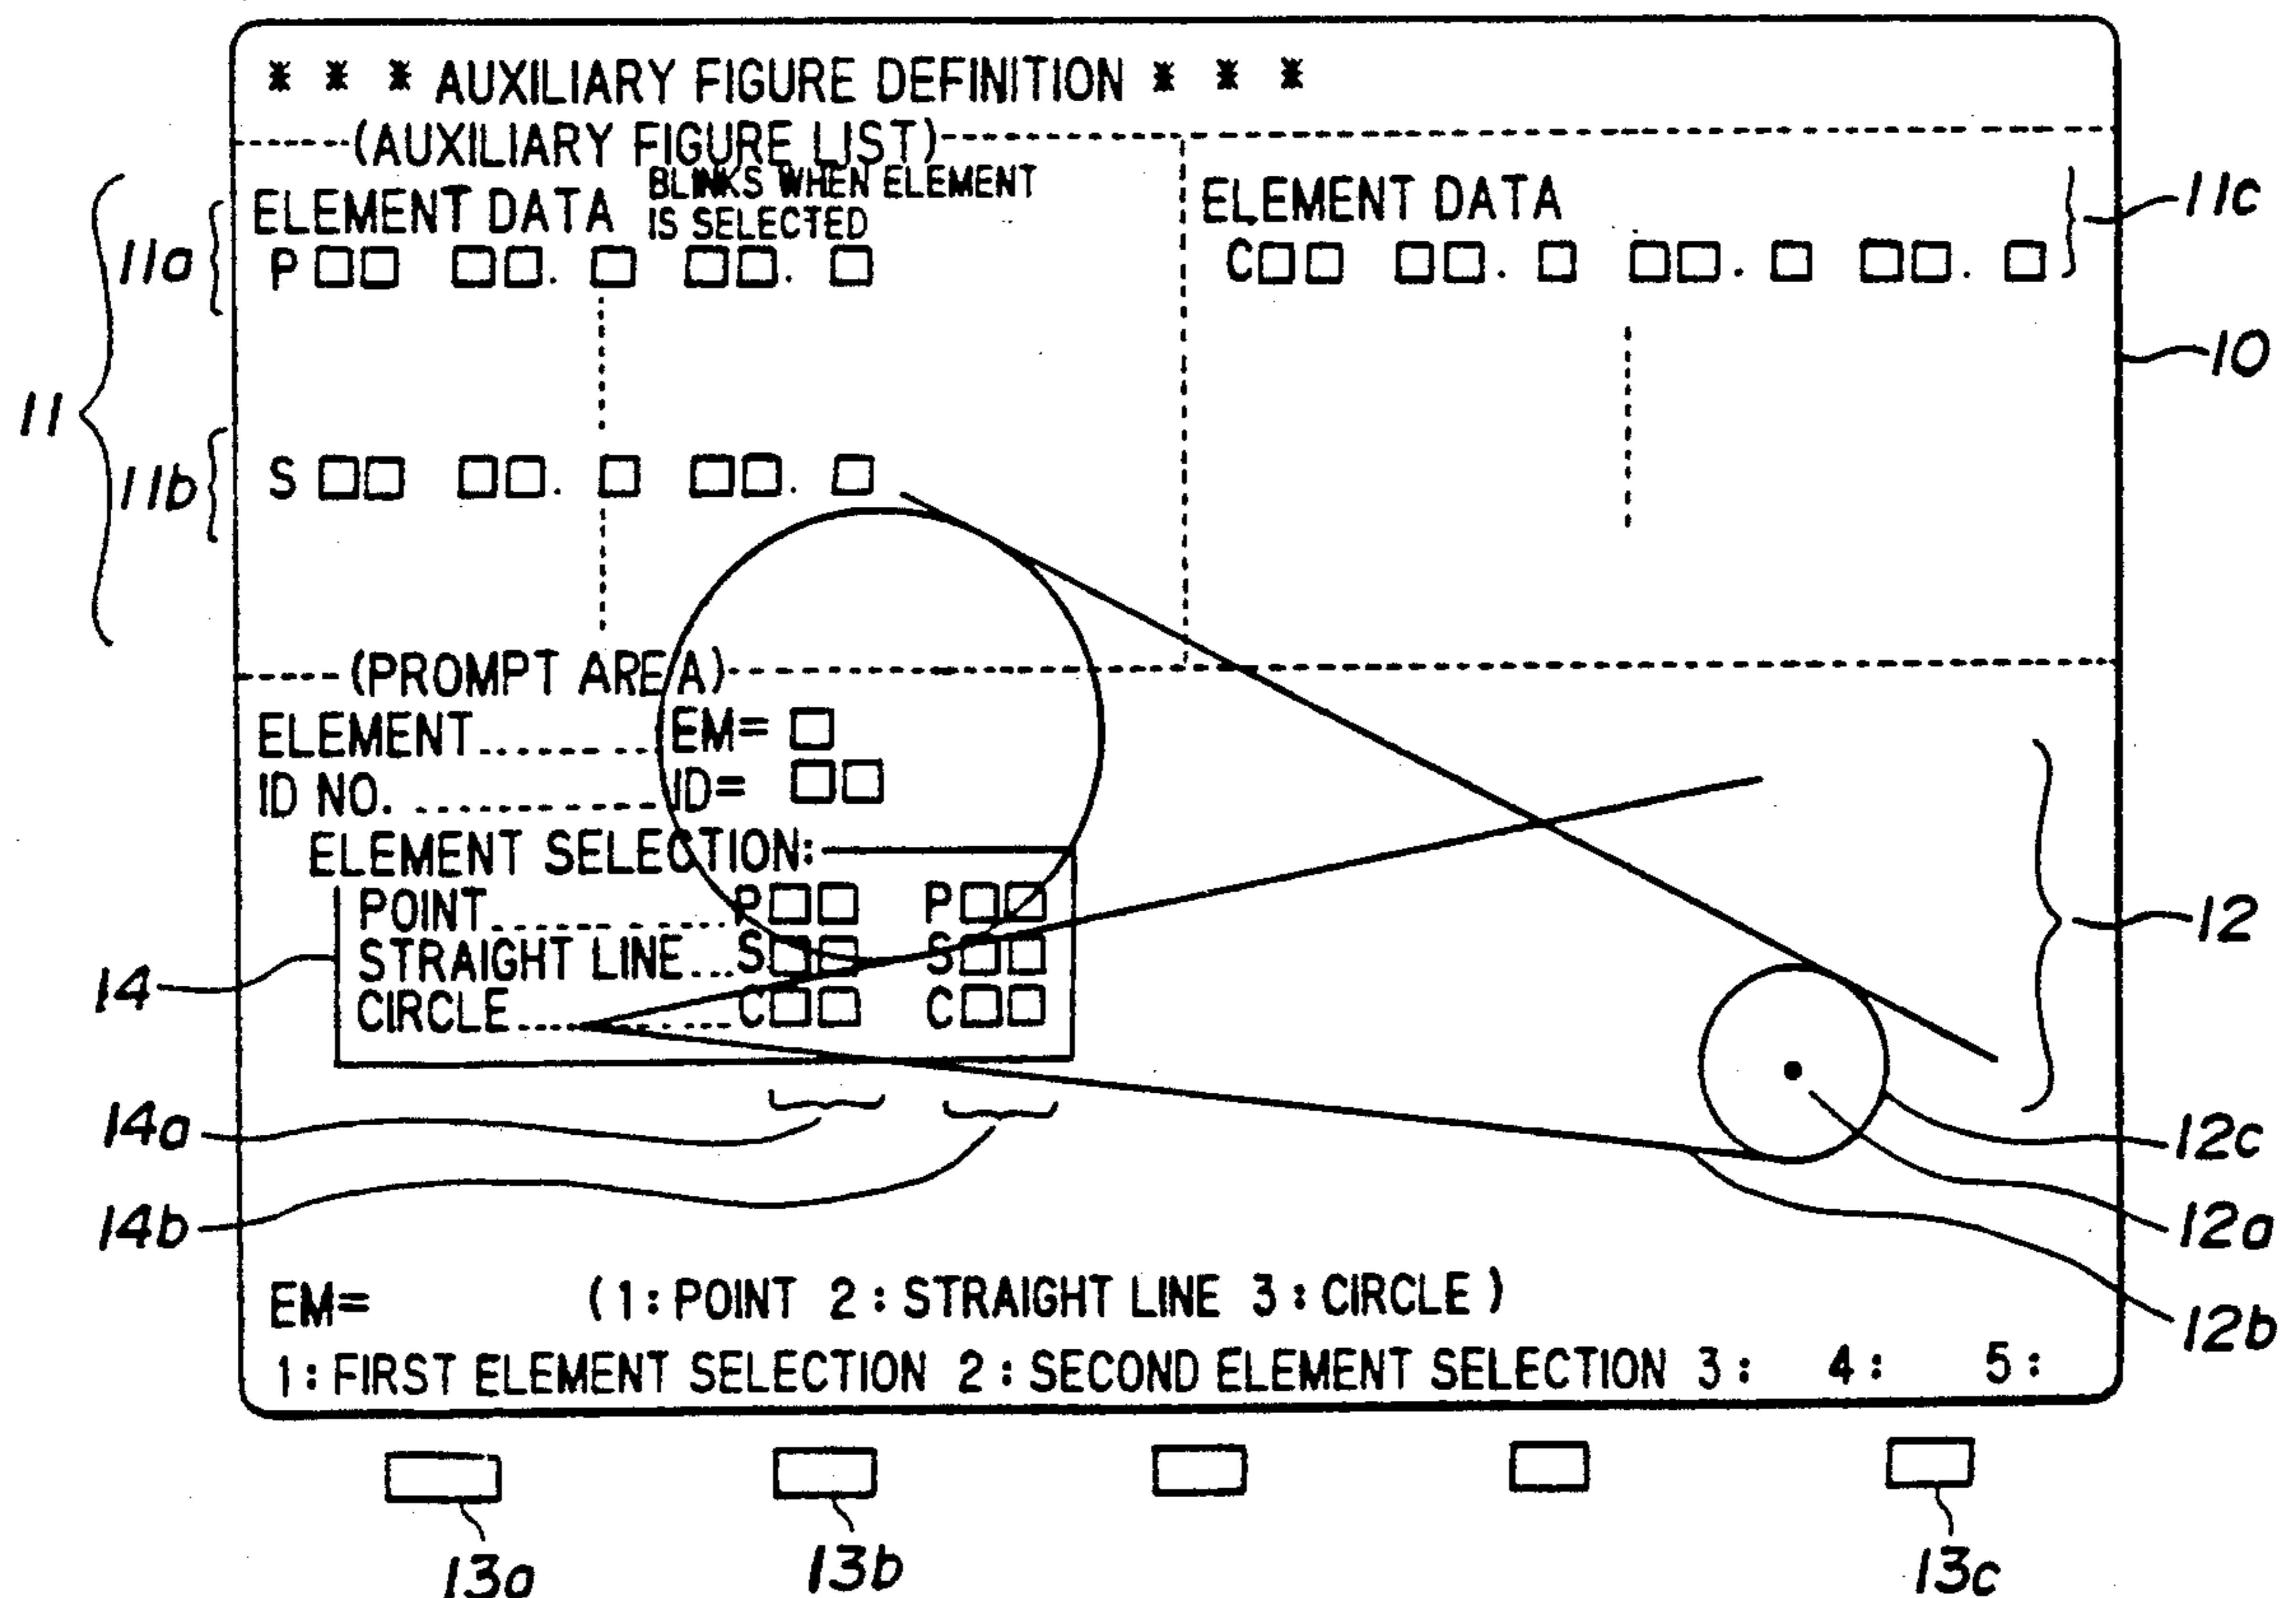 * * * AUXILIARY FIGURE DEFINITION * * *
(AUXILIARY FIGURE LIST)
ELEMENT DATA BLINKS WHEN ELEMENT
IS SELECTED
P□□ □□. □ □□. □
ELEMENT DATA
C□□ □□. □ □□. □ □□. □
11c
11a
10
11
11b
S□□ □□. □ □□. □
(PROMPT AREA)
ELEMENT EM= □
ID NO. ID= □□
ELEMENT SELECTION:
POINT P□□ P□□
STRAIGHT LINE S□□ S□□
CIRCLE C□□ C□□
12
14
14a
12c
14b
12a
12b
EM= (1: POINT 2: STRAIGHT LINE 3: CIRCLE)
1: FIRST ELEMENT SELECTION 2: SECOND ELEMENT SELECTION 3: 4: 5:
13a
13b
13c